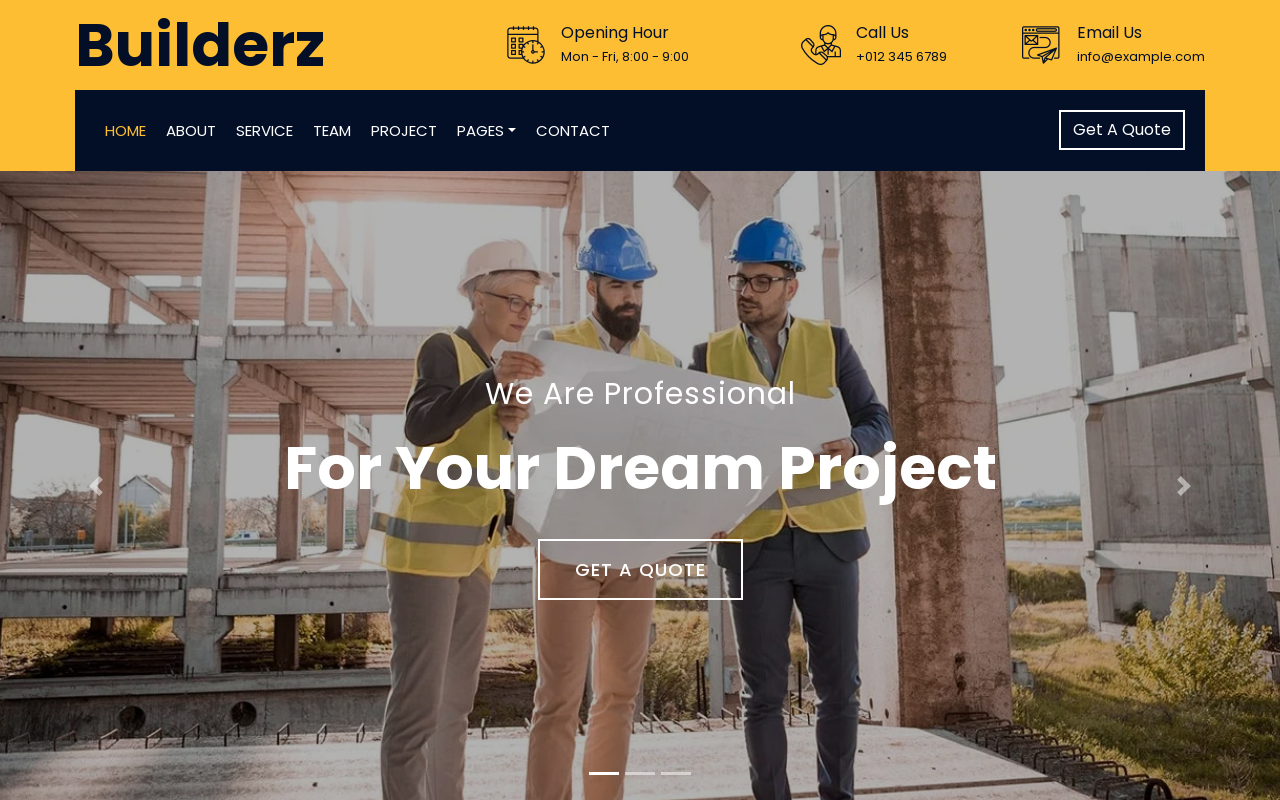 Builderz
Opening Hour
Mon - Fri, 8:00 - 9:00
Call Us
+012 345 6789
Email Us
info@example.com
HOME ABOUT SERVICE TEAM PROJECT PAGES CONTACT
Get A Quote
We Are Professional
For Your Dream Project
GET A QUOTE